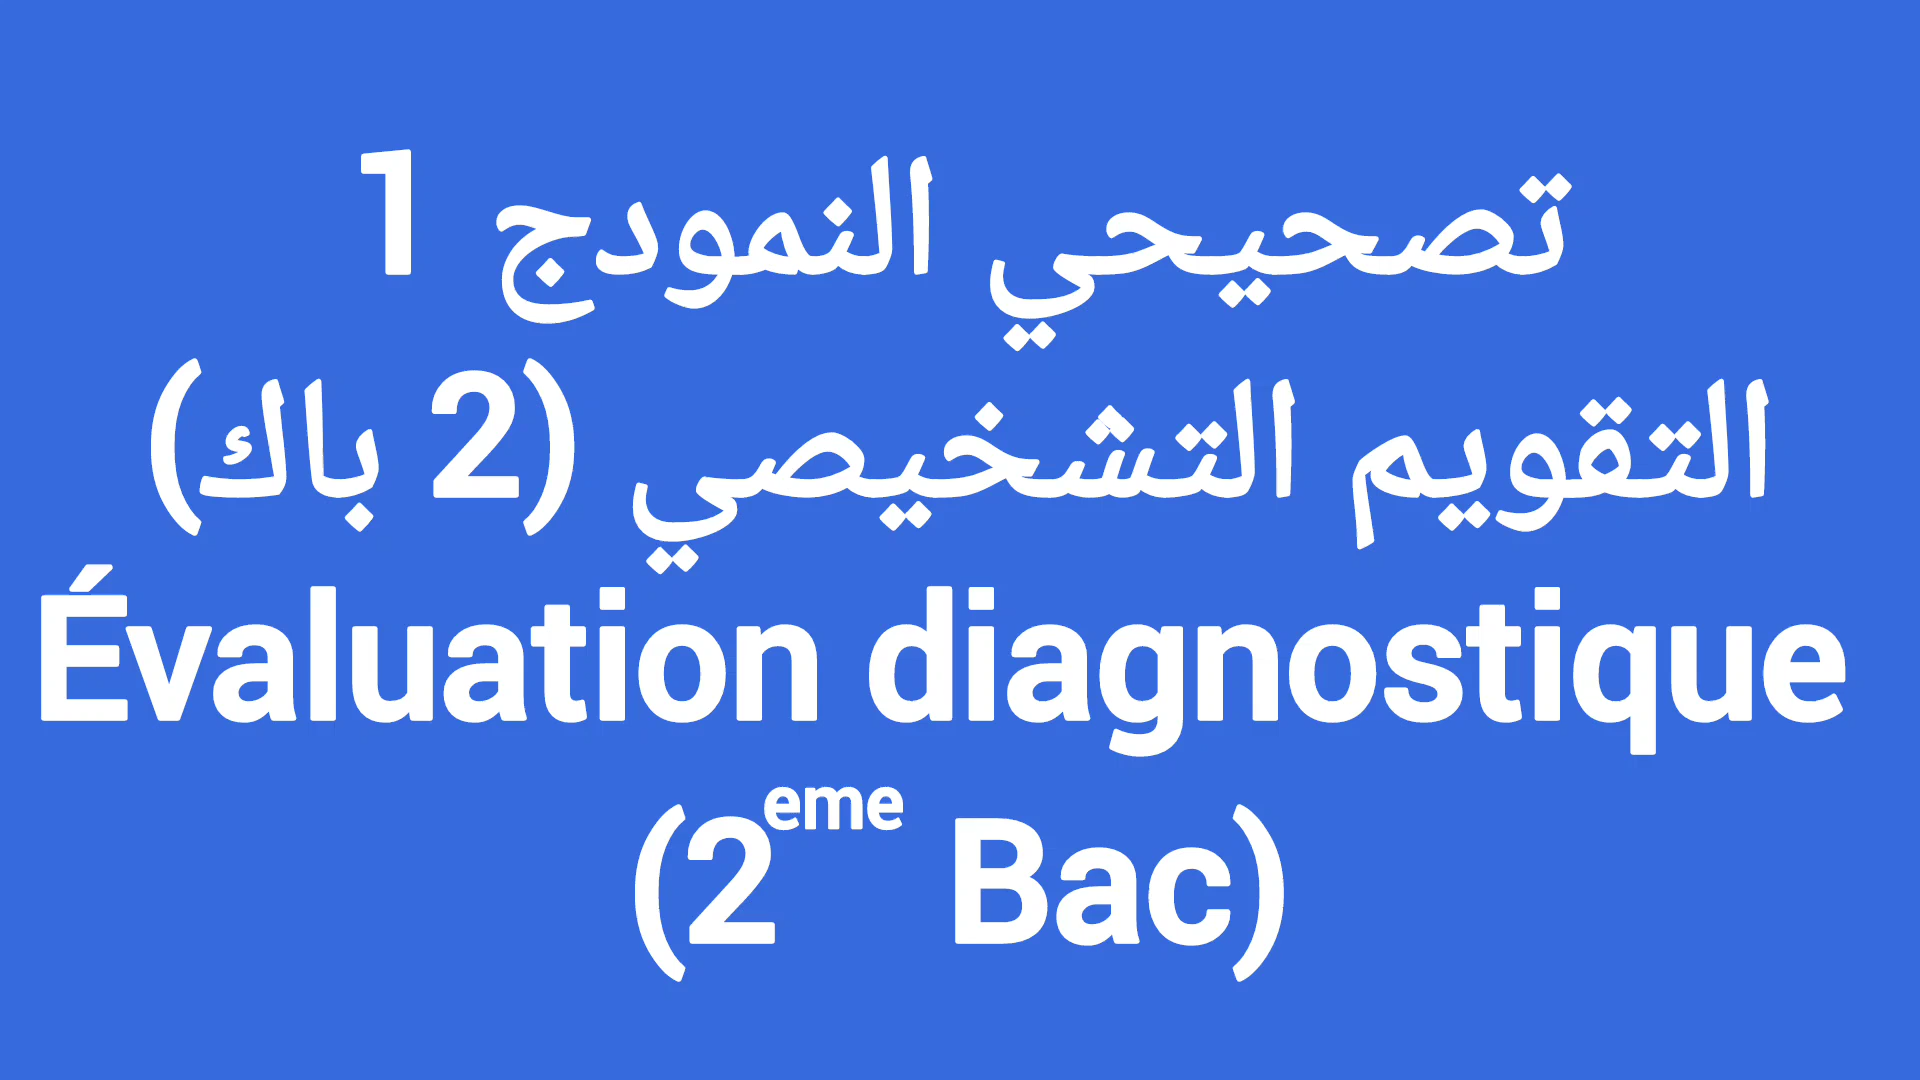 تصحيحي النمودج 1
التقويم التشخيصي (2 باك)
Évaluation diagnostique
(2eme Bac)